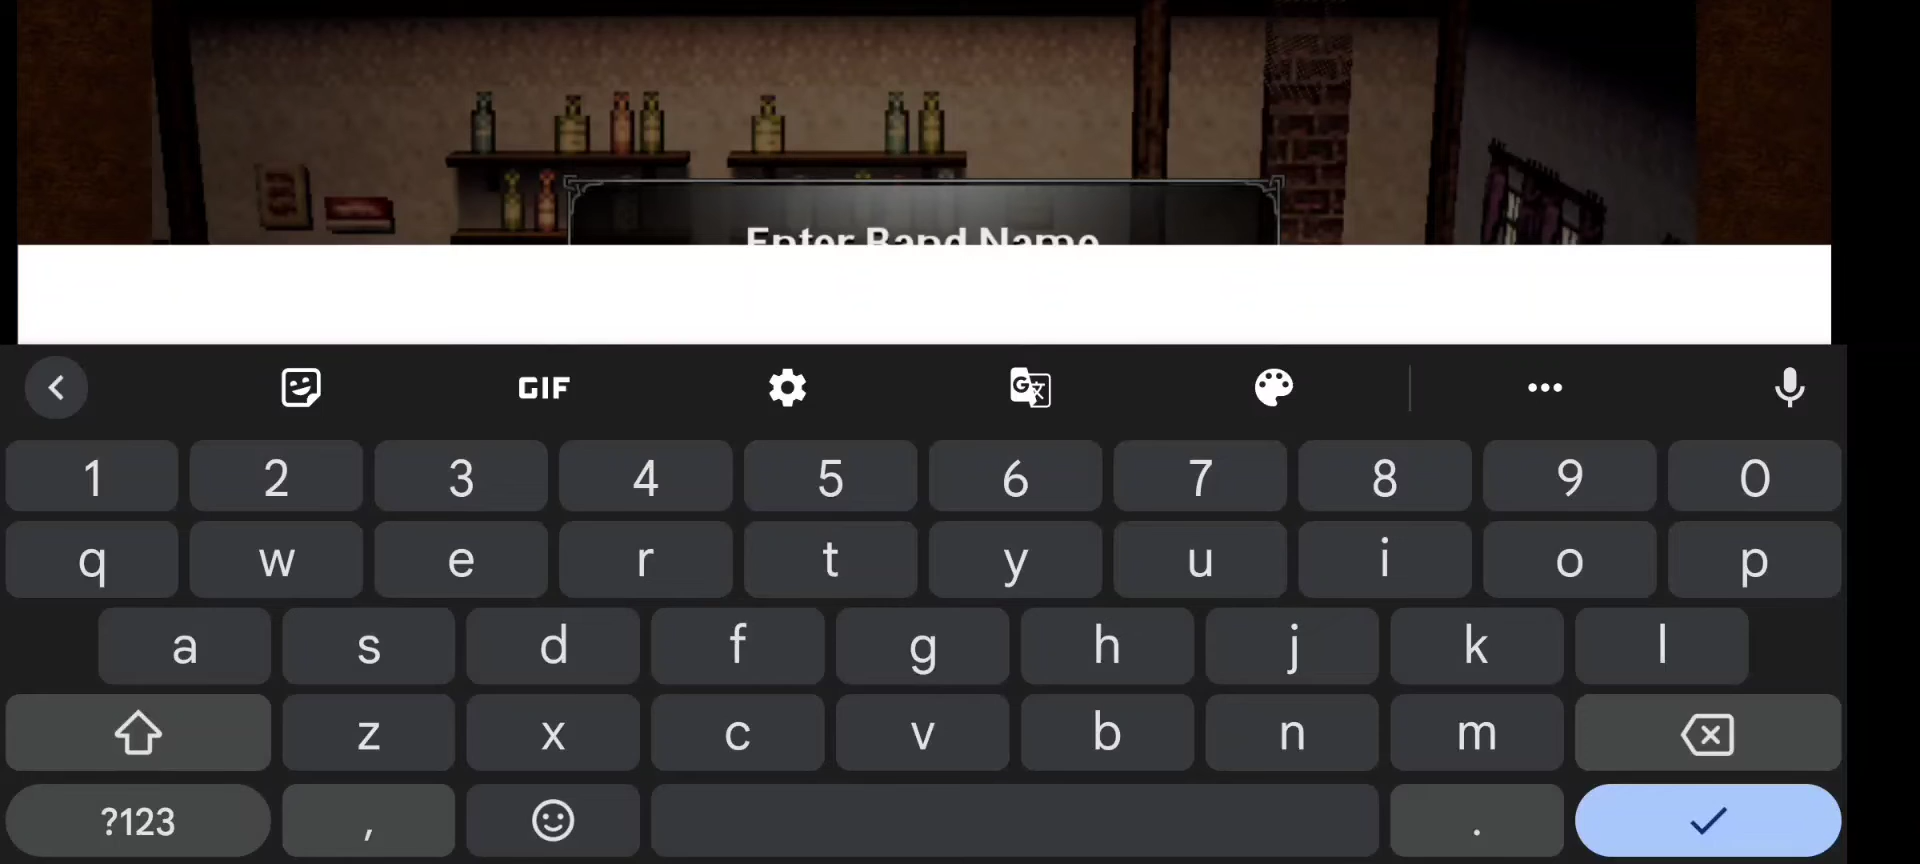 Enter Band Name
GIF
1 2 3 4 5 6 7 8 9 0
q w e r t y u i o p
a s d f g h j k l
z x c v b n m
?123 , .